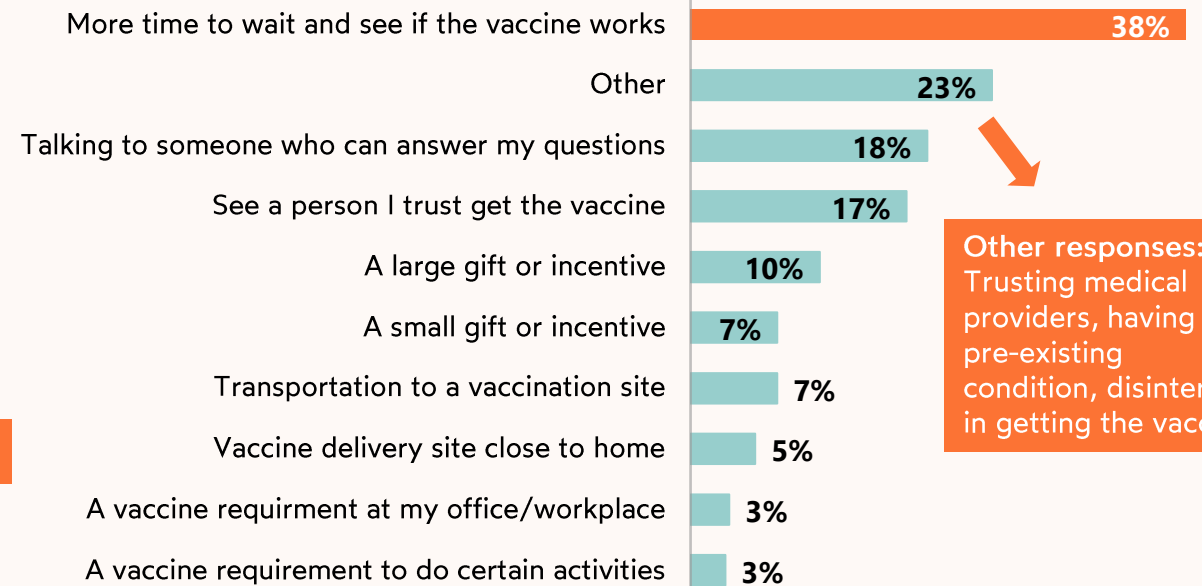 More time to wait and see if the vaccine works 38%
Other 23%
Talking to someone who can answer my questions 18%
See a person I trust get the vaccine 17%
A large gift or incentive 10%
A small gift or incentive 7%
Transportation to a vaccination site 7%
Vaccine delivery site close to home 5%
A vaccine requirment at my office/workplace 3%
A vaccine requirement to do certain activities 3%
Other responses:
Trusting medical
providers, having
pre-existing
condition,
in getting the